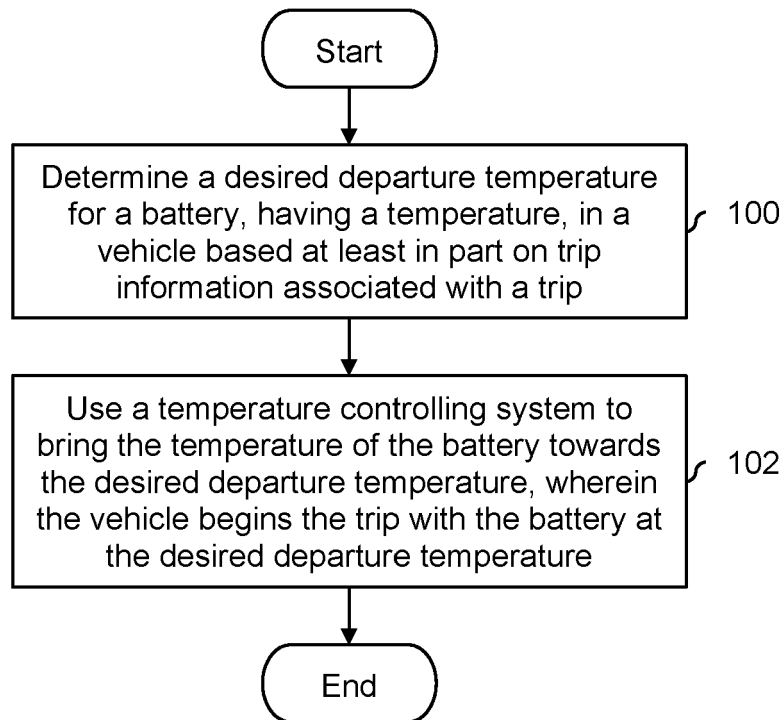 Start
Determine a desired departure temperature
for a battery, having a temperature, in a
vehicle based at least in part on trip
information associated with a trip
100
Use a temperature controlling system to
bring the temperature of the battery towards
the desired departure temperature, wherein
the vehicle begins the trip with the battery at
the desired departure temperature
102
End